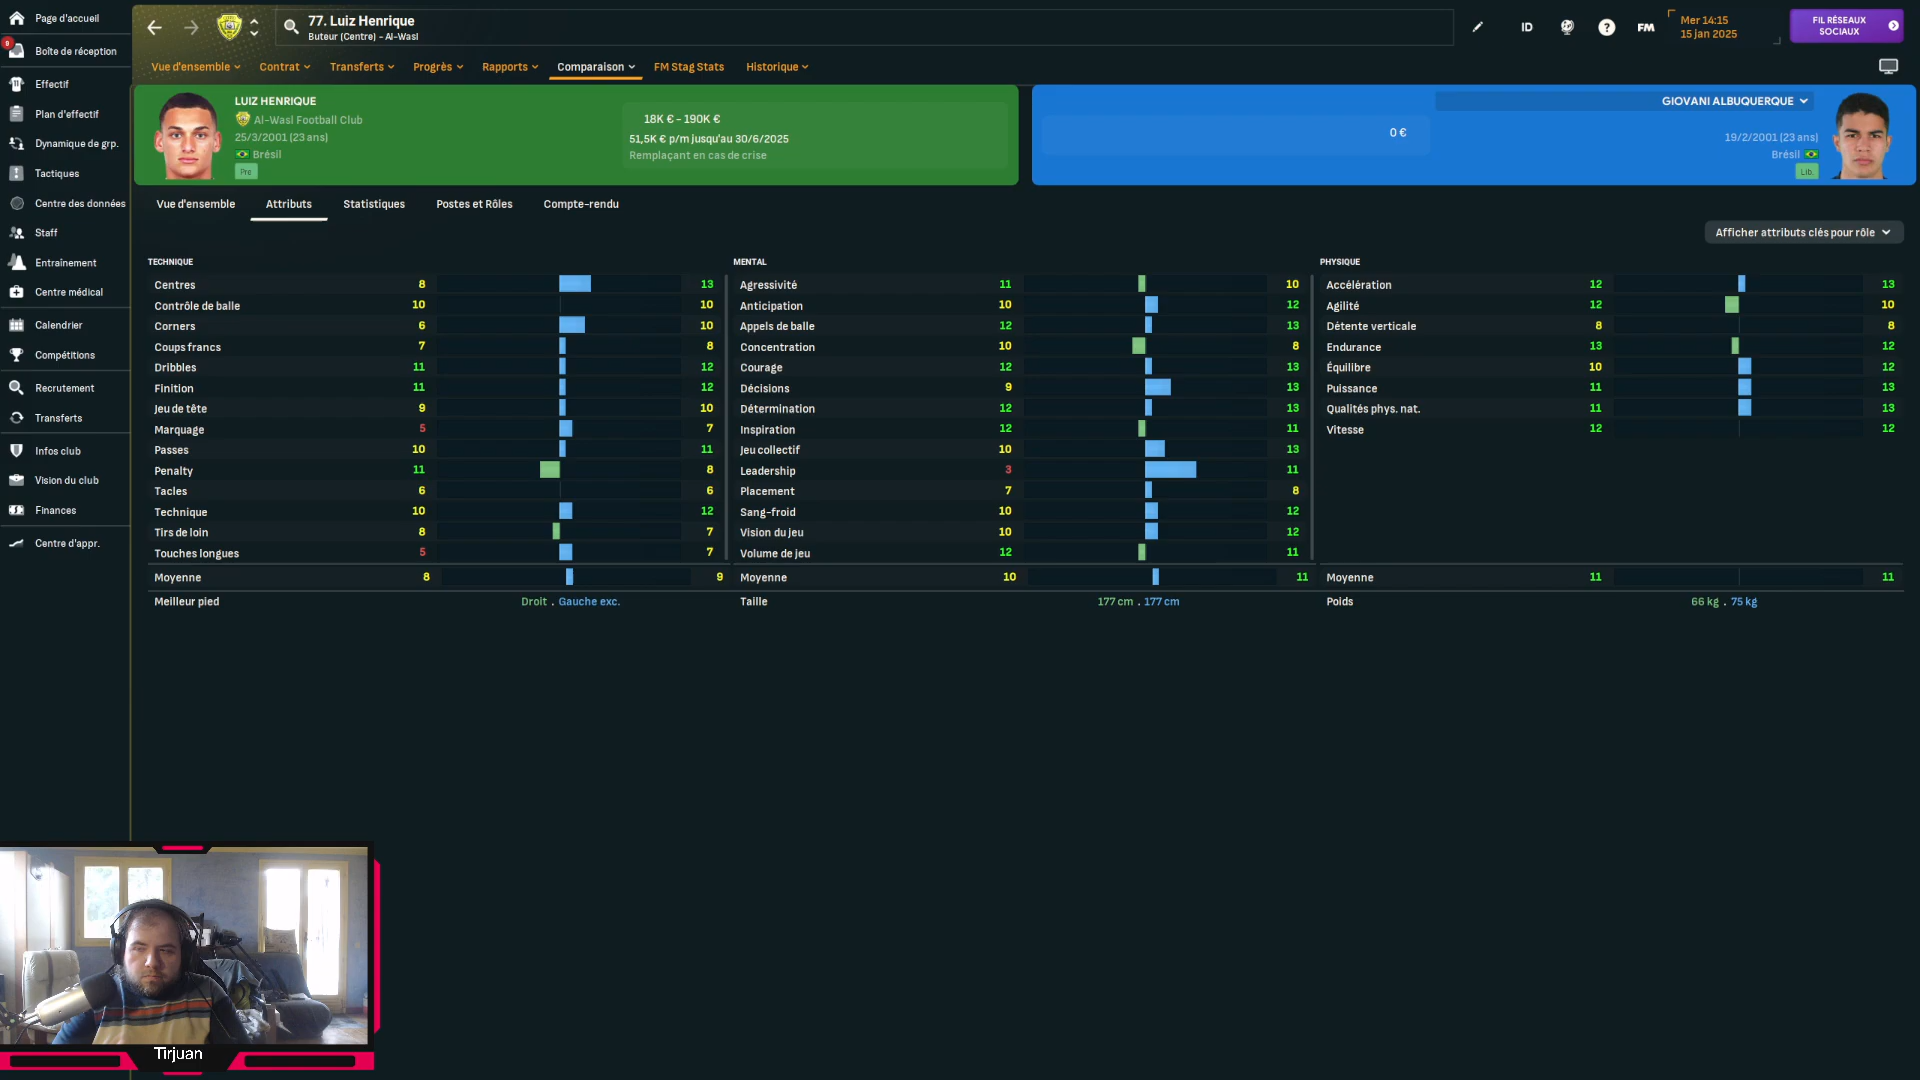 Page d'accueil
9
Boîte de réception
Effectif
Plan d'effectif
Dynamique de grp.
Tactiques
Centre des données
Staff
Entraînement
Centre médical
Calendrier
Compétitions
Recrutement
Transferts
Infos club
Vision du club
Finances
Centre d'appr.
77. Luiz Henrique
Buteur (Centre) - Al-Wasl
ID
?
FM
Mer 14:15
15 jan 2025
FIL RÉSEAUX
SOCIAUX
Vue d'ensemble Contrat Transferts Progrès Rapports Comparaison FM Stag Stats Historique
LUIZ HENRIQUE
Al-Wasl Football Club
25/3/2001 (23 ans)
Brésil
Pre
18K € - 190K €
51,5K € p/m jusqu'au 30/6/2025
Remplaçant en cas de crise
GIOVANI ALBUQUERQUE
0 €
19/2/2001 (23 ans)
Brésil
Lib.
Vue d'ensemble Attributs Statistiques Postes et Rôles Compte-rendu
Afficher attributs clés pour rôle
TECHNIQUE
Centres 8 13
Contrôle de balle 10 10
Corners 6 10
Coups francs 7 8
Dribbles 11 12
Finition 11 12
Jeu de tête 9 10
Marquage 5 7
Passes 10 11
Penalty 11 8
Tacles 6 6
Technique 10 12
Tirs de loin 8 7
Touches longues 5 7
Moyenne 8 9
Meilleur pied Droit . Gauche exc.
MENTAL
Agressivité 11 10
Anticipation 10 12
Appels de balle 12 13
Concentration 10 8
Courage 12 13
Décisions 9 13
Détermination 12 13
Inspiration 12 11
Jeu collectif 10 13
Leadership 3 11
Placement 7 8
Sang-froid 10 12
Vision du jeu 10 12
Volume de jeu 12 11
Moyenne 10 11
Taille 177 cm . 177 cm
PHYSIQUE
Accélération 12 13
Agilité 12 10
Détente verticale 8 8
Endurance 13 12
Équilibre 10 12
Puissance 11 13
Qualités phys. nat. 11 13
Vitesse 12 12
Moyenne 11 11
Poids 66 kg . 75 kg
Tirjuan